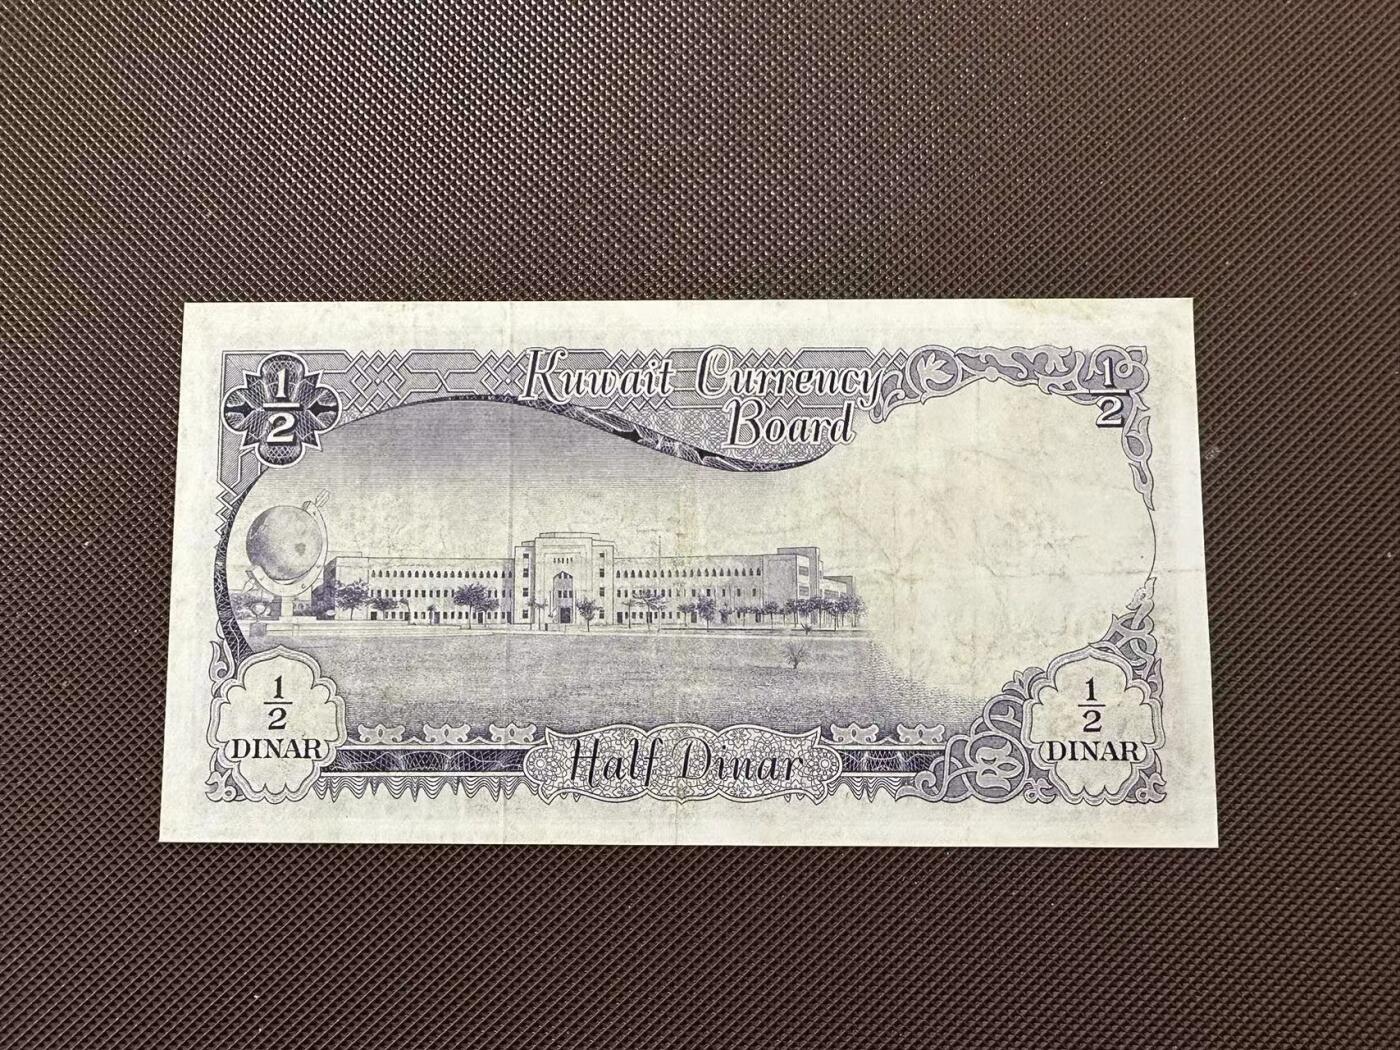 1/2
Kuwait Currency
Board
1/2
1/2
DINAR
Half Dinar
1/2
DINAR